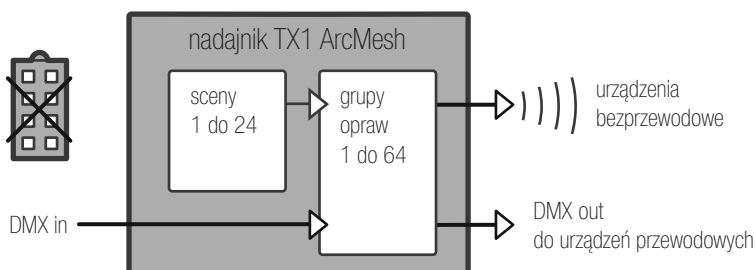 nadajnik TX1 ArcMesh
sceny
1 do 24
grupy
opraw
1 do 64
urządzenia
bezprzewodowe
DMX in
DMX out
do urządzeń przewodowych